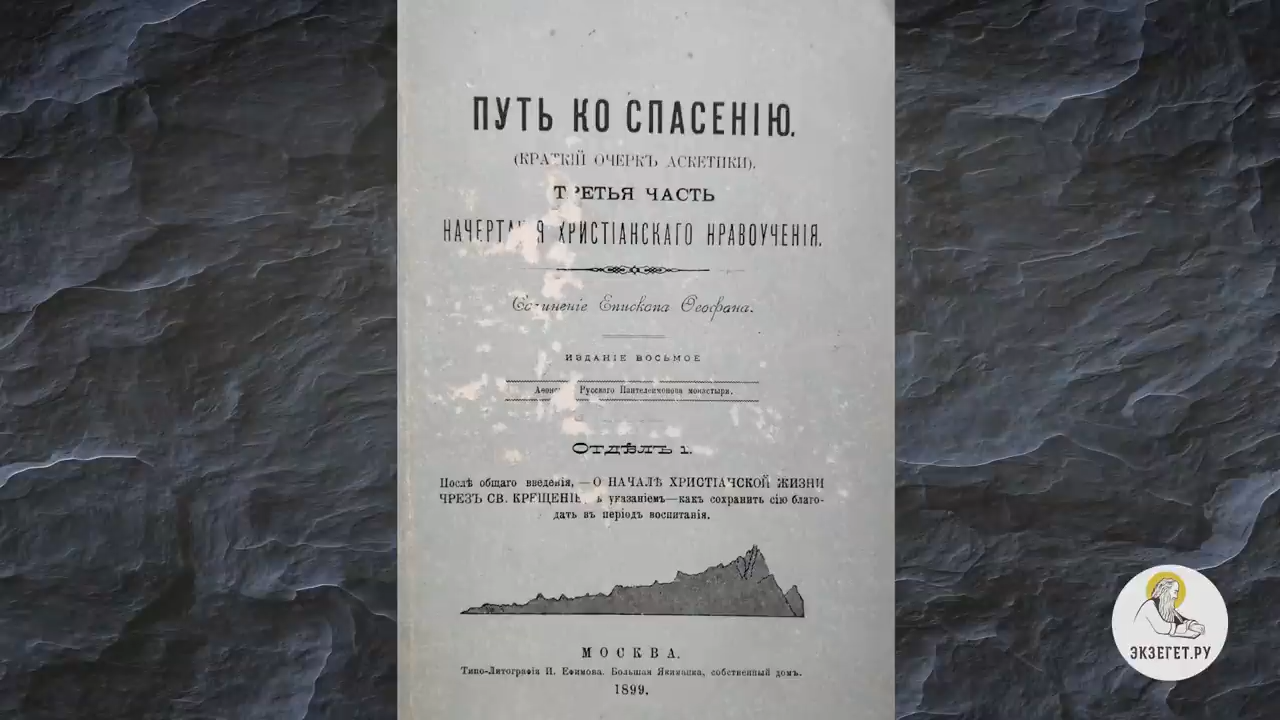 ПУТЬ КО СПАСЕНІЮ.
(КРАТКІЙ ОЧЕРКЪ АСКЕТИКИ).
ТРЕТЬЯ ЧАСТЬ
НАЧЕРТАНІЯ ХРИСТІАНСКАГО НРАВОУЧЕНІЯ.
Сочиненіе Епископа Ѳеофана.
ИЗДАНІЕ ВОСЬМОЕ
Русскаго Пантелеимонова монастыря.
Отдѣлъ 1.
Послѣ общаго введенія, — О НАЧАЛѢ ХРИСТІАНСКОЙ ЖИЗНИ
ЧРЕЗЪ СВ. КРЕЩЕНІЕ, ъ указаніемъ—какъ сохранить сію благо-
дать въ періодъ воспитанія.
МОСКВА.
Типо-Литографія И. Ефимова. Большая Якиманка, собственный домъ.
1899.
ЭКЗЕГЕТ.РУ